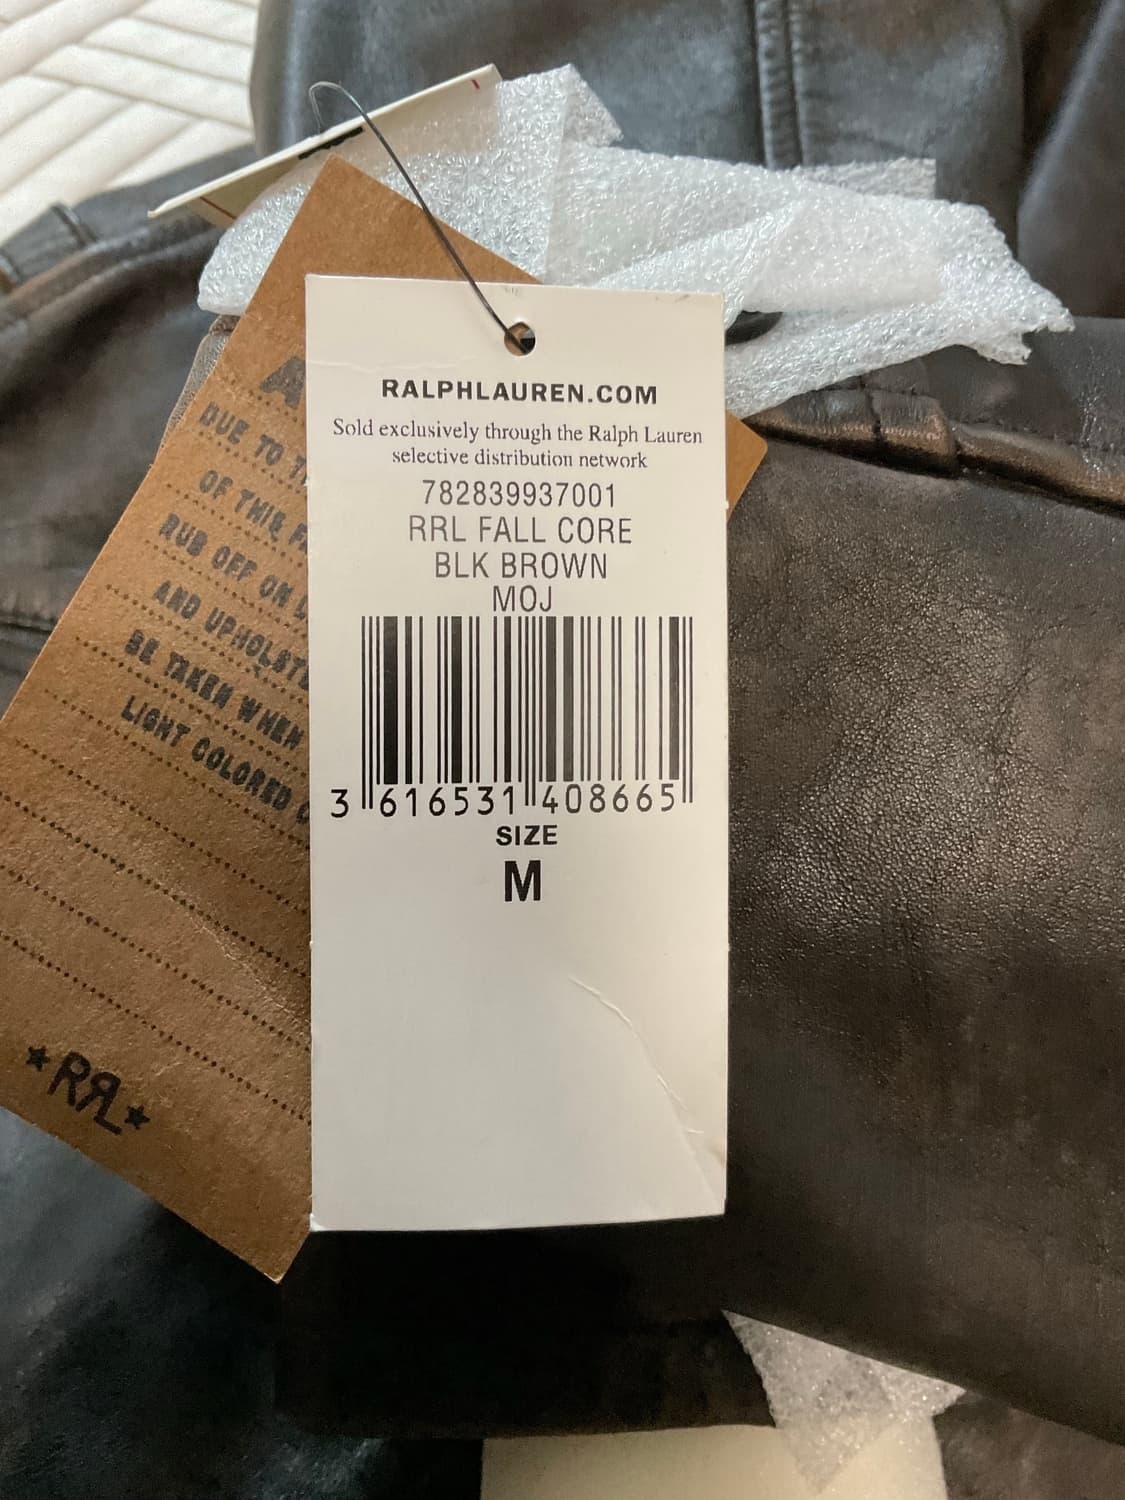 RALPHLAUREN.COM
Sold exclusively through the Ralph Lauren
selective distribution network
782839937001
RRL FALL CORE
BLK BROWN
MOJ
3 616531 408665
SIZE
M
DUE TO
OF THIS
RUB OFF ON
AND
BE TAKEN WHEN
LIGHT COLORED
RRL